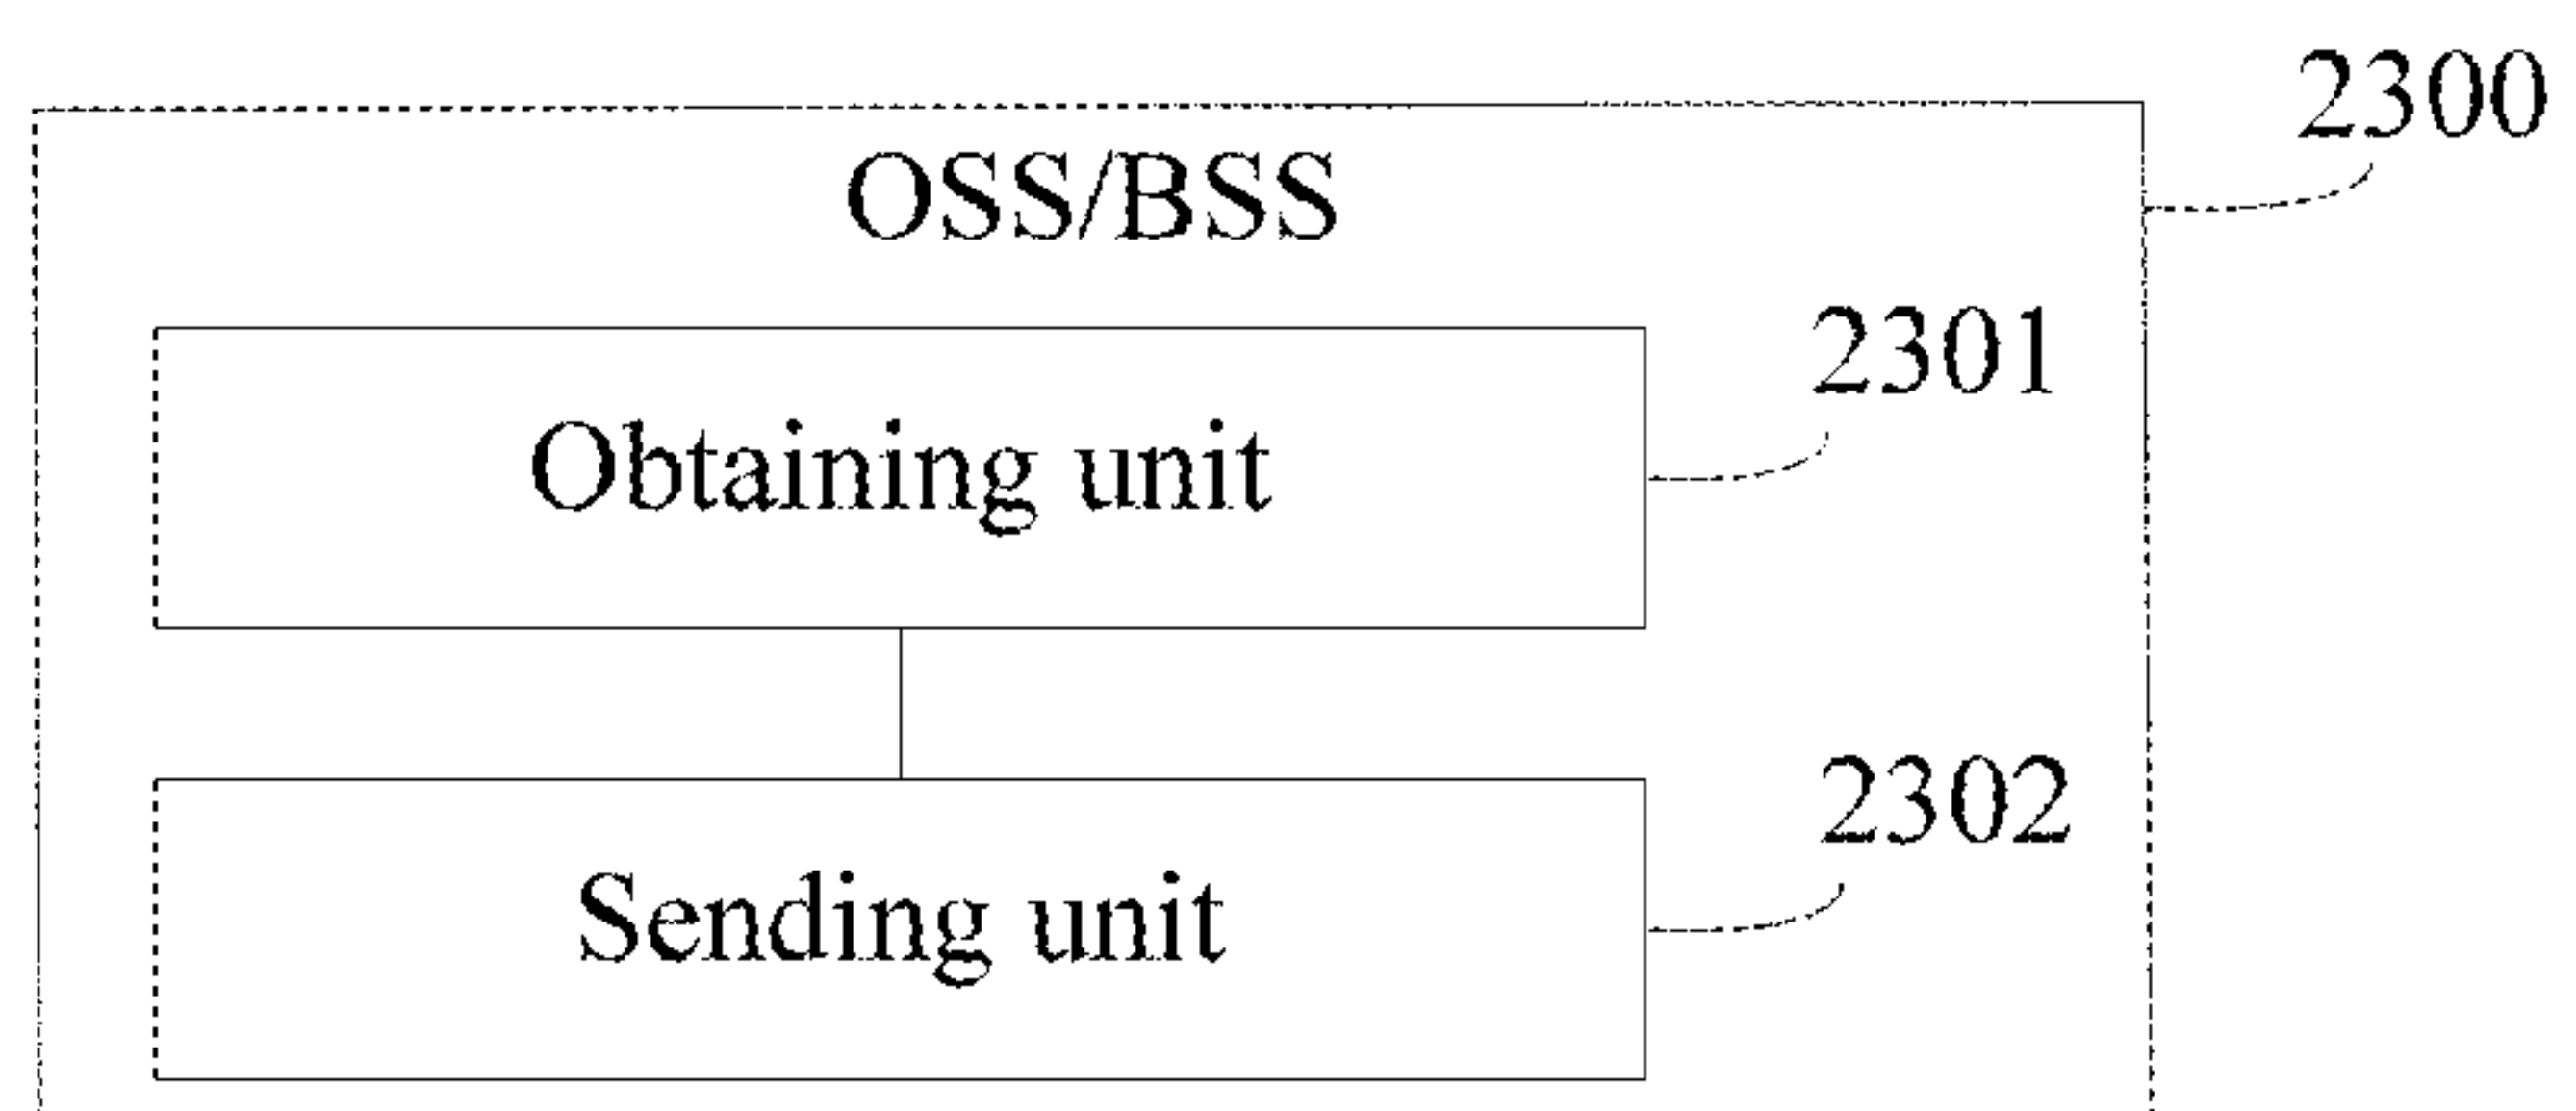 2300
OSS/BSS
2301
Obtaining unit
2302
Sending unit